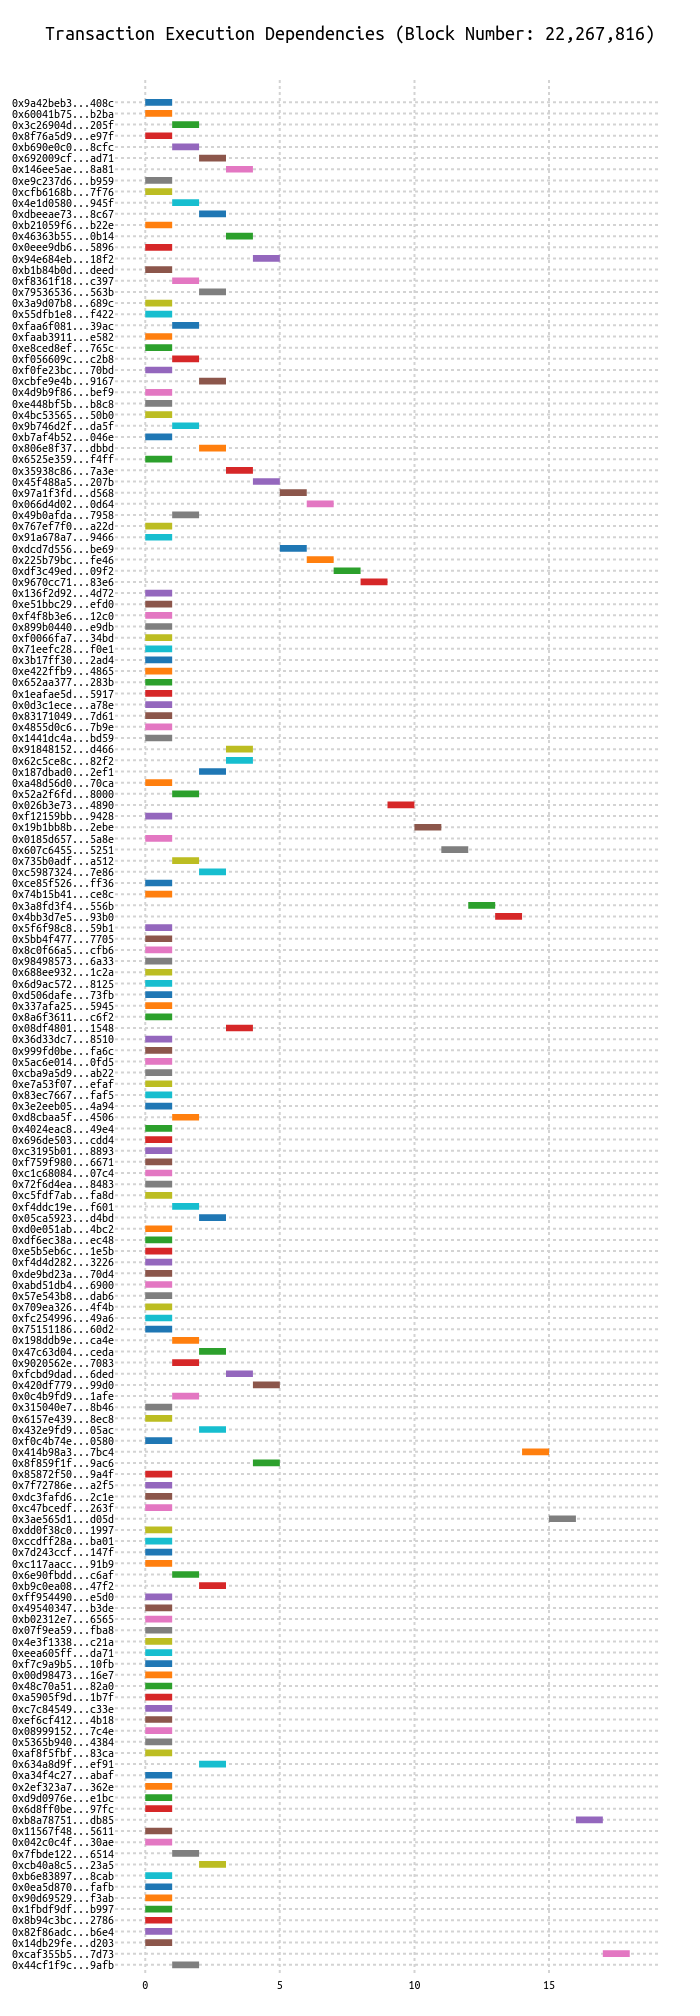 Transaction Execution Dependencies (Block Number: 22,267,816)
0x9a42beb3...408c
0x60041b75...b2ba
0x3c26904d...205f
0x8f76a5d9...e97f
0xb690e0c0...8cfc
0x692009cf...ad71
0x146ee5ae...8a81
0xe9c237d6...b959
0xcfb6168b...7f76
0x4e1d0580...945f
0xdbeeae73...8c67
0xb21059f6...b22e
0x46363b55...0b14
0x0eee9db6...5896
0x94e684eb...18f2
0xb1b84b0d...deed
0xf8361f18...c397
0x79536536...563b
0x3a9d07b8...689c
0x55dfb1e8...f422
0xfaa6f081...39ac
0xfaab3911...e582
0xe8ced8ef...765c
0xf056609c...c2b8
0xf0fe23bc...70bd
0xcbfe9e4b...9167
0x4d9b9f86...bef9
0xe448bf5b...b8c8
0x4bc53565...50b0
0x9b746d2f...da5f
0xb7af4b52...046e
0x806e8f37...dbbd
0x6525e359...f4ff
0x35938c86...7a3e
0x45f488a5...207b
0x97a1f3fd...d568
0x066d4d02...0d64
0x49b0afda...7958
0x767ef7f0...a22d
0x91a678a7...9466
0xdcd7d556...be69
0x225b79bc...fe46
0xdf3c49ed...09f2
0x9670cc71...83e6
0x136f2d92...4d72
0xe51bbc29...efd0
0xf4f8b3e6...12c0
0x899b0440...e9db
0xf0066fa7...34bd
0x71eefc28...f0e1
0x3b17ff30...2ad4
0xe422ffb9...4865
0x652aa377...283b
0x1eafae5d...5917
0x0d3c1ece...a78e
0x83171049...7d61
0x4855d0c6...7b9e
0x1441dc4a...bd59
0x91848152...d466
0x62c5ce8c...82f2
0x187dbad0...2ef1
0xa48d56d0...70ca
0x52a2f6fd...8000
0x026b3e73...4890
0xf12159bb...9428
0x19b1bb8b...2ebe
0x0185d657...5a8e
0x607c6455...5251
0x735b0adf...a512
0xc5987324...7e86
0xce85f526...ff36
0x74b15b41...ce8c
0x3a8fd3f4...556b
0x4bb3d7e5...93b0
0x5f6f98c8...59b1
0x5bb4f477...7705
0x8c0f66a5...cfb6
0x98498573...6a33
0x688ee932...1c2a
0x6d9ac572...8125
0xd506dafe...73fb
0x337afa25...5945
0x8a6f3611...c6f2
0x08df4801...1548
0x36d33dc7...8510
0x999fd0be...fa6c
0x5ac6e014...0fd5
0xcba9a5d9...ab22
0xe7a53f07...efaf
0x83ec7667...faf5
0x3e2eeb05...4a94
0xd8cbaa5f...4506
0x4024eac8...49e4
0x696de503...cdd4
0xc3195b01...8893
0xf759f980...6671
0xc1c68084...07c4
0x72f6d4ea...8483
0xc5fdf7ab...fa8d
0xf4ddc19e...f601
0x05ca5923...d4bd
0xd0e051ab...4bc2
0xdf6ec38a...ec48
0xe5b5eb6c...1e5b
0xf4d4d282...3226
0xde9bd23a...70d4
0xabd51db4...6900
0x57e543b8...dab6
0x709ea326...4f4b
0xfc254996...49a6
0x75151186...60d2
0x198ddb9e...ca4e
0x47c63d04...ceda
0x9020562e...7083
0xfcbd9dad...6ded
0x420df779...99d0
0x0c4b9fd9...1afe
0x315040e7...8b46
0x6157e439...8ec8
0x432e9fd9...05ac
0xf0c4b74e...0580
0x414b98a3...7bc4
0x8f859f1f...9ac6
0x85872f50...9a4f
0x7f72786e...a2f5
0xdc3fafd6...2c1e
0xc47bcedf...263f
0x3ae565d1...d05d
0xdd0f38c0...1997
0xccdff28a...ba01
0x7d243ccf...147f
0xc117aacc...91b9
0x6e90fbdd...c6af
0xb9c0ea08...47f2
0xff954490...e5d0
0x49540347...b3de
0xb02312e7...6565
0x07f9ea59...fba8
0x4e3f1338...c21a
0xeea605ff...da71
0xf7c9a9b5...10fb
0x00d98473...16e7
0x48c70a51...82a0
0xa5905f9d...1b7f
0xc7c84549...c33e
0xef6cf412...4b18
0x08999152...7c4e
0x5365b940...4384
0xaf8f5fbf...83ca
0x634a8d9f...ef91
0xa34f4c27...abaf
0x2ef323a7...362e
0xd9d0976e...e1bc
0x6d8ff0be...97fc
0xb8a78751...db85
0x11567f48...5611
0x042c0c4f...30ae
0x7fbde122...6514
0xcb40a8c5...23a5
0xb6e83897...8cab
0x0ea5d870...fafb
0x90d69529...f3ab
0x1fbdf9df...b997
0x8b94c3bc...2786
0x82f86adc...b6e4
0x14db29fe...d203
0xcaf355b5...7d73
0x44cf1f9c...9afb
0 5 10 15